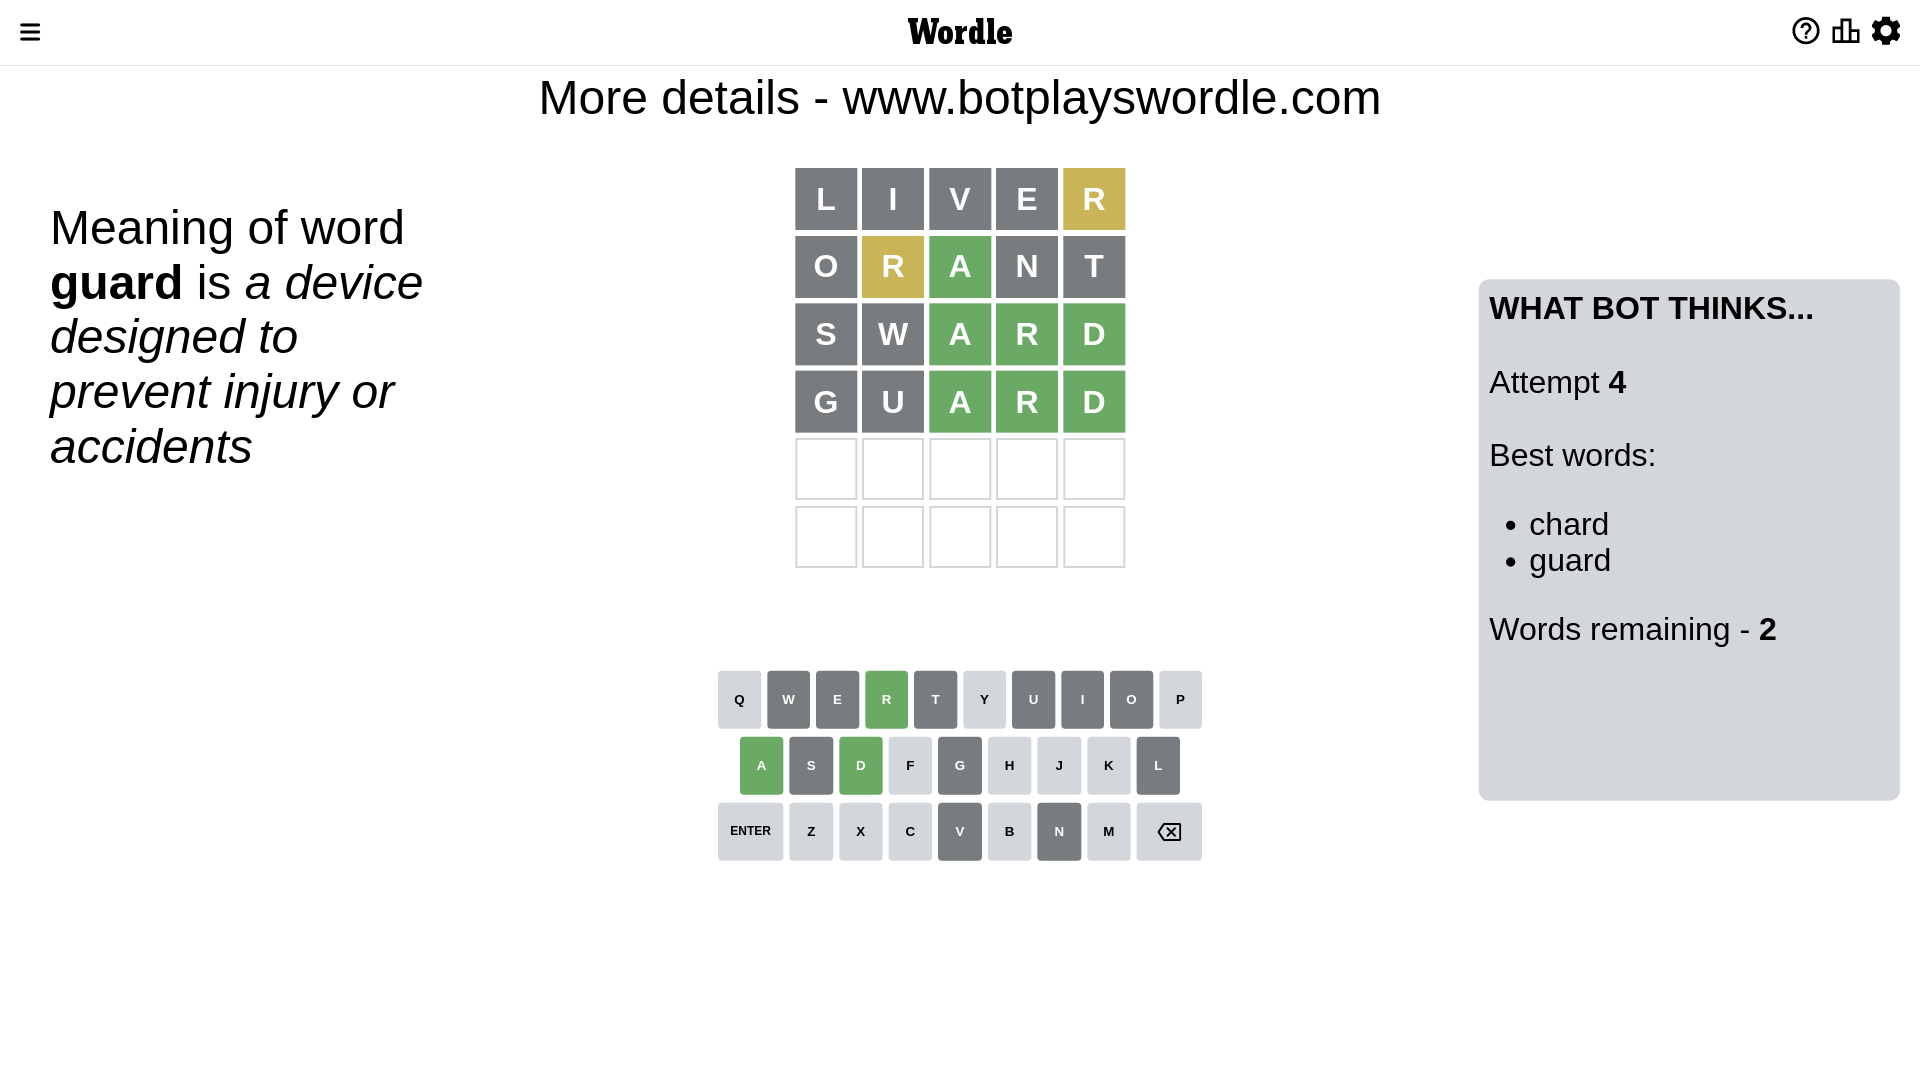 Wordle
More details - www.botplayswordle.com
Meaning of word
guard is a device
designed to
prevent injury or
accidents
L I V E R
O R A N T
S W A R D
G U A R D
WHAT BOT THINKS...
Attempt 4
Best words:
• chard
• guard
Words remaining - 2
Q W E R T Y U I O P
A S D F G H J K L
ENTER Z X C V B N M